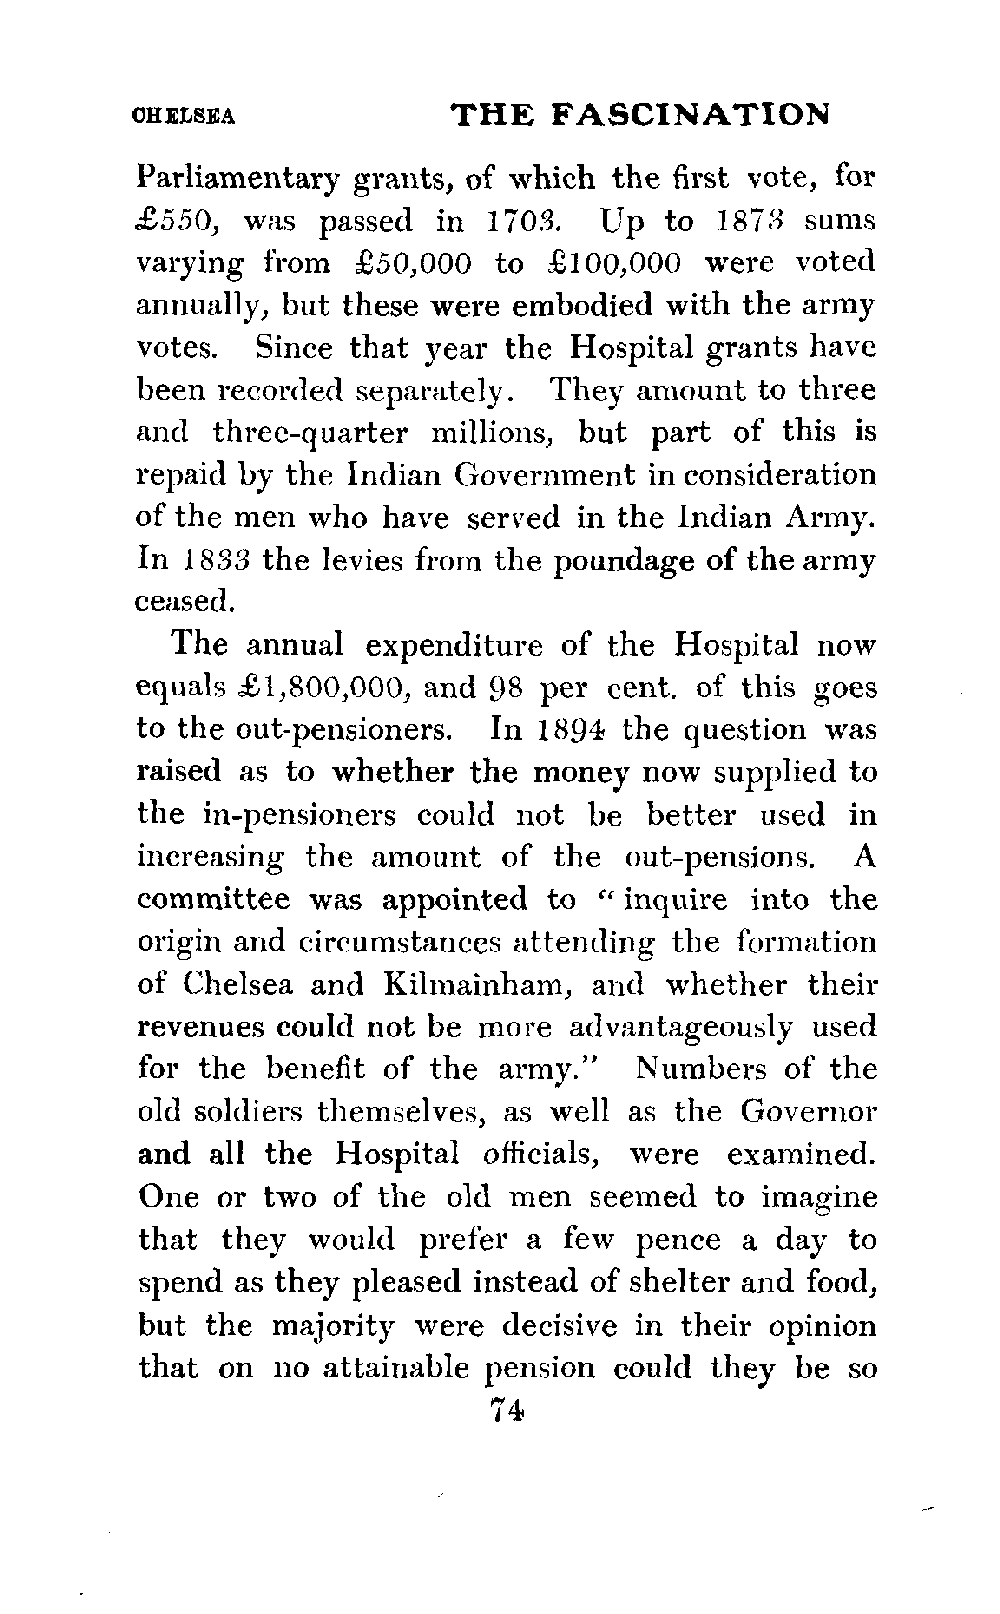 CHELSEA THE FASCINATION
Parliamentary grants, of which the first vote, for
£550, was passed in 1703. Up to 1873 sums
varying from £50,000 to £100,000 were voted
annually, but these were embodied with the army
votes. Since that year the Hospital grants have
been recorded separately. They amount to three
and three-quarter millions, but part of this is
repaid by the Indian Government in consideration
of the men who have served in the Indian Army.
In 1833 the levies from the poundage of the army
ceased.
The annual expenditure of the Hospital now
equals £1,800,000, and 98 per cent. of this goes
to the out-pensioners. In 1894 the question was
raised as to whether the money now supplied to
the in-pensioners could not be better used in
increasing the amount of the out-pensions. A
committee was appointed to “ inquire into the
origin and circumstances attending the formation
of Chelsea and Kilmainham, and whether their
revenues could not be more advantageously used
for the benefit of the army.” Numbers of the
old soldiers themselves, as well as the Governor
and all the Hospital officials, were examined.
One or two of the old men seemed to imagine
that they would prefer a few pence a day to
spend as they pleased instead of shelter and food,
but the majority were decisive in their opinion
that on no attainable pension could they be so
74